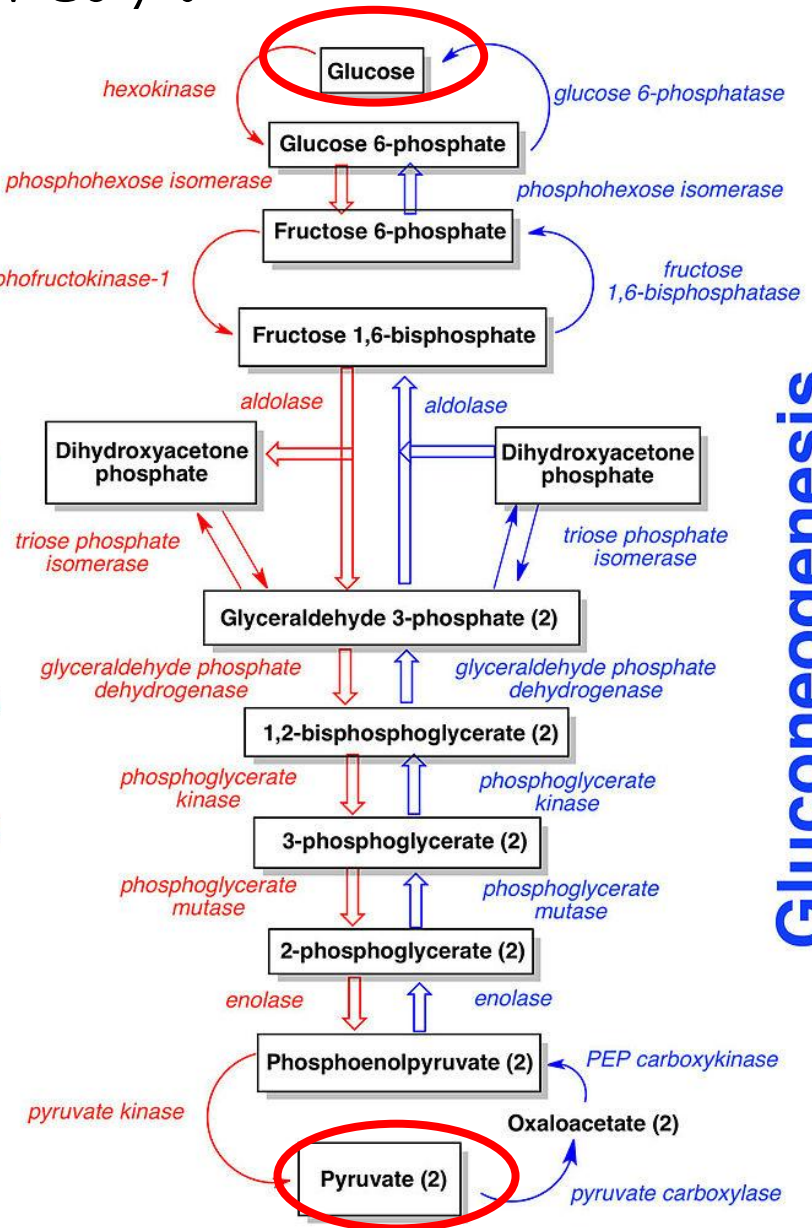 Glucose
hexokinase
glucose 6-phosphatase
Glucose 6-phosphate
phosphohexose isomerase
phosphohexose isomerase
Fructose 6-phosphate
phofructokinase-1
fructose
1,6-bisphosphatase
Fructose 1,6-bisphosphate
aldolase
aldolase
Dihydroxyacetone
phosphate
Dihydroxyacetone
phosphate
triose phosphate
isomerase
triose phosphate
isomerase
Glyceraldehyde 3-phosphate (2)
glyceraldehyde phosphate
dehydrogenase
glyceraldehyde phosphate
dehydrogenase
1,2-bisphosphoglycerate (2)
phosphoglycerate
kinase
phosphoglycerate
kinase
3-phosphoglycerate (2)
phosphoglycerate
mutase
phosphoglycerate
mutase
2-phosphoglycerate (2)
enolase
enolase
Phosphoenolpyruvate (2)
PEP carboxykinase
pyruvate kinase
Oxaloacetate (2)
Pyruvate (2)
pyruvate carboxylase
Gluconeogenesis